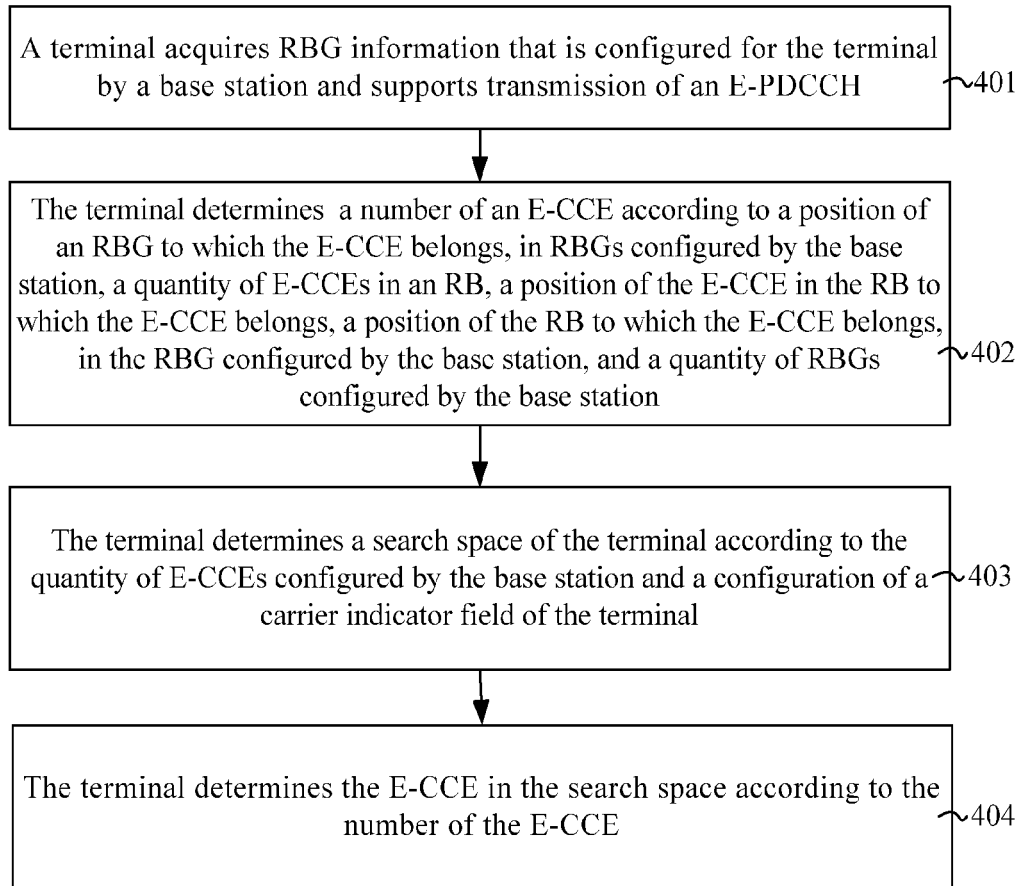 A terminal acquires RBG information that is configured for the terminal
by a base station and supports transmission of an E-PDCCH
401
The terminal determines a number of an E-CCE according to a position of
an RBG to which the E-CCE belongs, in RBGs configured by the base
station, a quantity of E-CCEs in an RB, a position of the E-CCE in the RB to
which the E-CCE belongs, a position of the RB to which the E-CCE belongs,
in the RBG configured by the base station, and a quantity of RBGs
configured by the base station
402
The terminal determines a search space of the terminal according to the
quantity of E-CCEs configured by the base station and a configuration of a
carrier indicator field of the terminal
403
The terminal determines the E-CCE in the search space according to the
number of the E-CCE
404